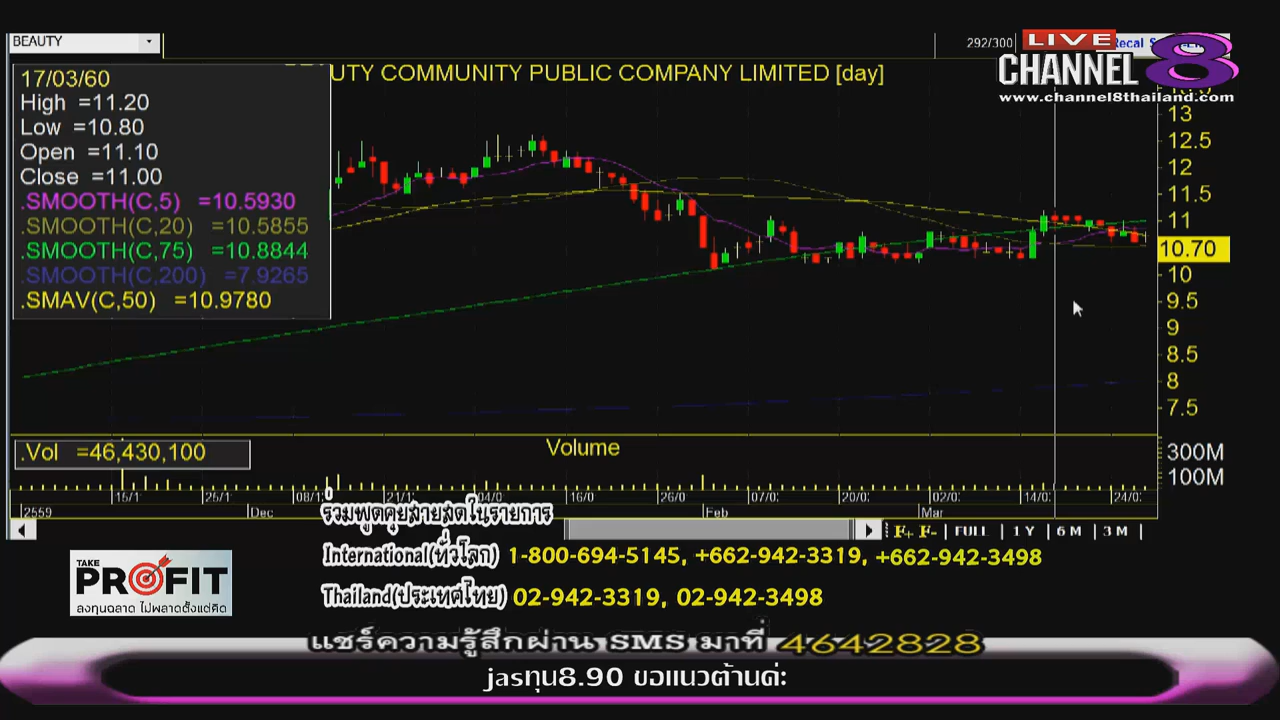 BEAUTY
292/300
LIVE
Recal
CHANNEL 8
www.channel8thailand.com
UTY COMMUNITY PUBLIC COMPANY LIMITED [day]
17/03/60
High =11.20
Low =10.80
Open =11.10
Close =11.00
.SMOOTH(C,5) =10.5930
.SMOOTH(C,20) =10.5855
.SMOOTH(C,75) =10.8844
.SMOOTH(C,200) =7.9265
.SMAV(C,50) =10.9780
13
12.5
12
11.5
11
10.70
10
9.5
9
8.5
8
7.5
.Vol =46,430,100
Volume
300M
100M
15/1 25/1 08/1 21/1 04/0 16/0 26/0 07/0 20/0 02/0 14/0 24/0
2559 Dec Feb Mar
F+ F- FULL 1 Y 6 M 3 M
ร่วมพูดคุยสายสดในรายการ
International(ทั่วโลก) 1-800-694-5145, +662-942-3319, +662-942-3498
Thailand(ประเทศไทย) 02-942-3319, 02-942-3498
TAKE
PROFIT
ลงทุนฉลาด ไม่พลาดตั้งแต่คิด
แชร์ความรู้สึกผ่าน SMS มาที่ 4642828
jasทุน8.90 ขอแนวต้านค่ะ